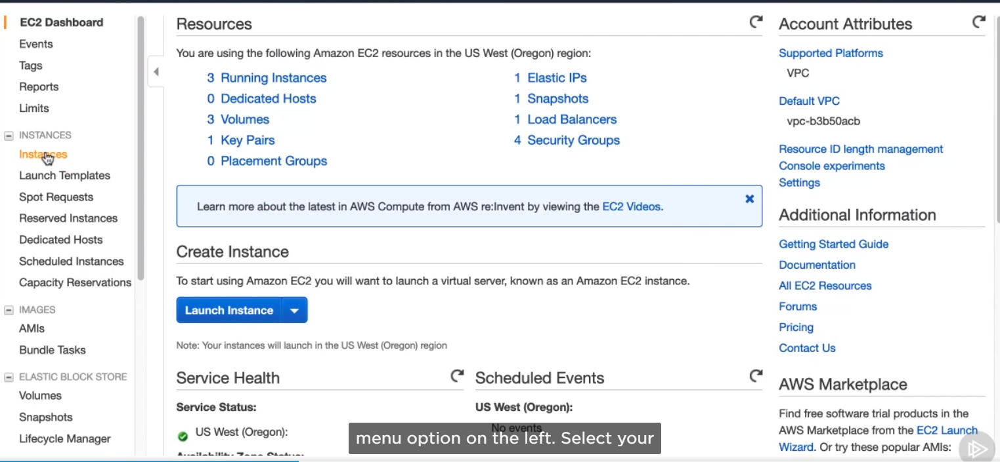 EC2 Dashboard
Events
Tags
Reports
Limits
INSTANCES
Instances
Launch Templates
Spot Requests
Reserved Instances
Dedicated Hosts
Scheduled Instances
Capacity Reservations
IMAGES
AMIs
Bundle Tasks
ELASTIC BLOCK STORE
Volumes
Snapshots
Lifecycle Manager
Resources
You are using the following Amazon EC2 resources in the US West (Oregon) region:
3 Running Instances
0 Dedicated Hosts
3 Volumes
1 Key Pairs
0 Placement Groups
1 Elastic IPs
1 Snapshots
1 Load Balancers
4 Security Groups
Learn more about the latest in AWS Compute from AWS re:Invent by viewing the EC2 Videos.
Create Instance
To start using Amazon EC2 you will want to launch a virtual server, known as an Amazon EC2 instance.
Launch Instance
Note: Your instances will launch in the US West (Oregon) region
Service Health
Service Status:
US West (Oregon):
Availability Zone Status:
Scheduled Events
US West (Oregon):
No events
menu option on the left. Select your
Account Attributes
Supported Platforms
VPC
Default VPC
vpc-b3b50acb
Resource ID length management
Console experiments
Settings
Additional Information
Getting Started Guide
Documentation
All EC2 Resources
Forums
Pricing
Contact Us
AWS Marketplace
Find free software trial products in the
AWS Marketplace from the EC2 Launch
Wizard. Or try these popular AMIs: